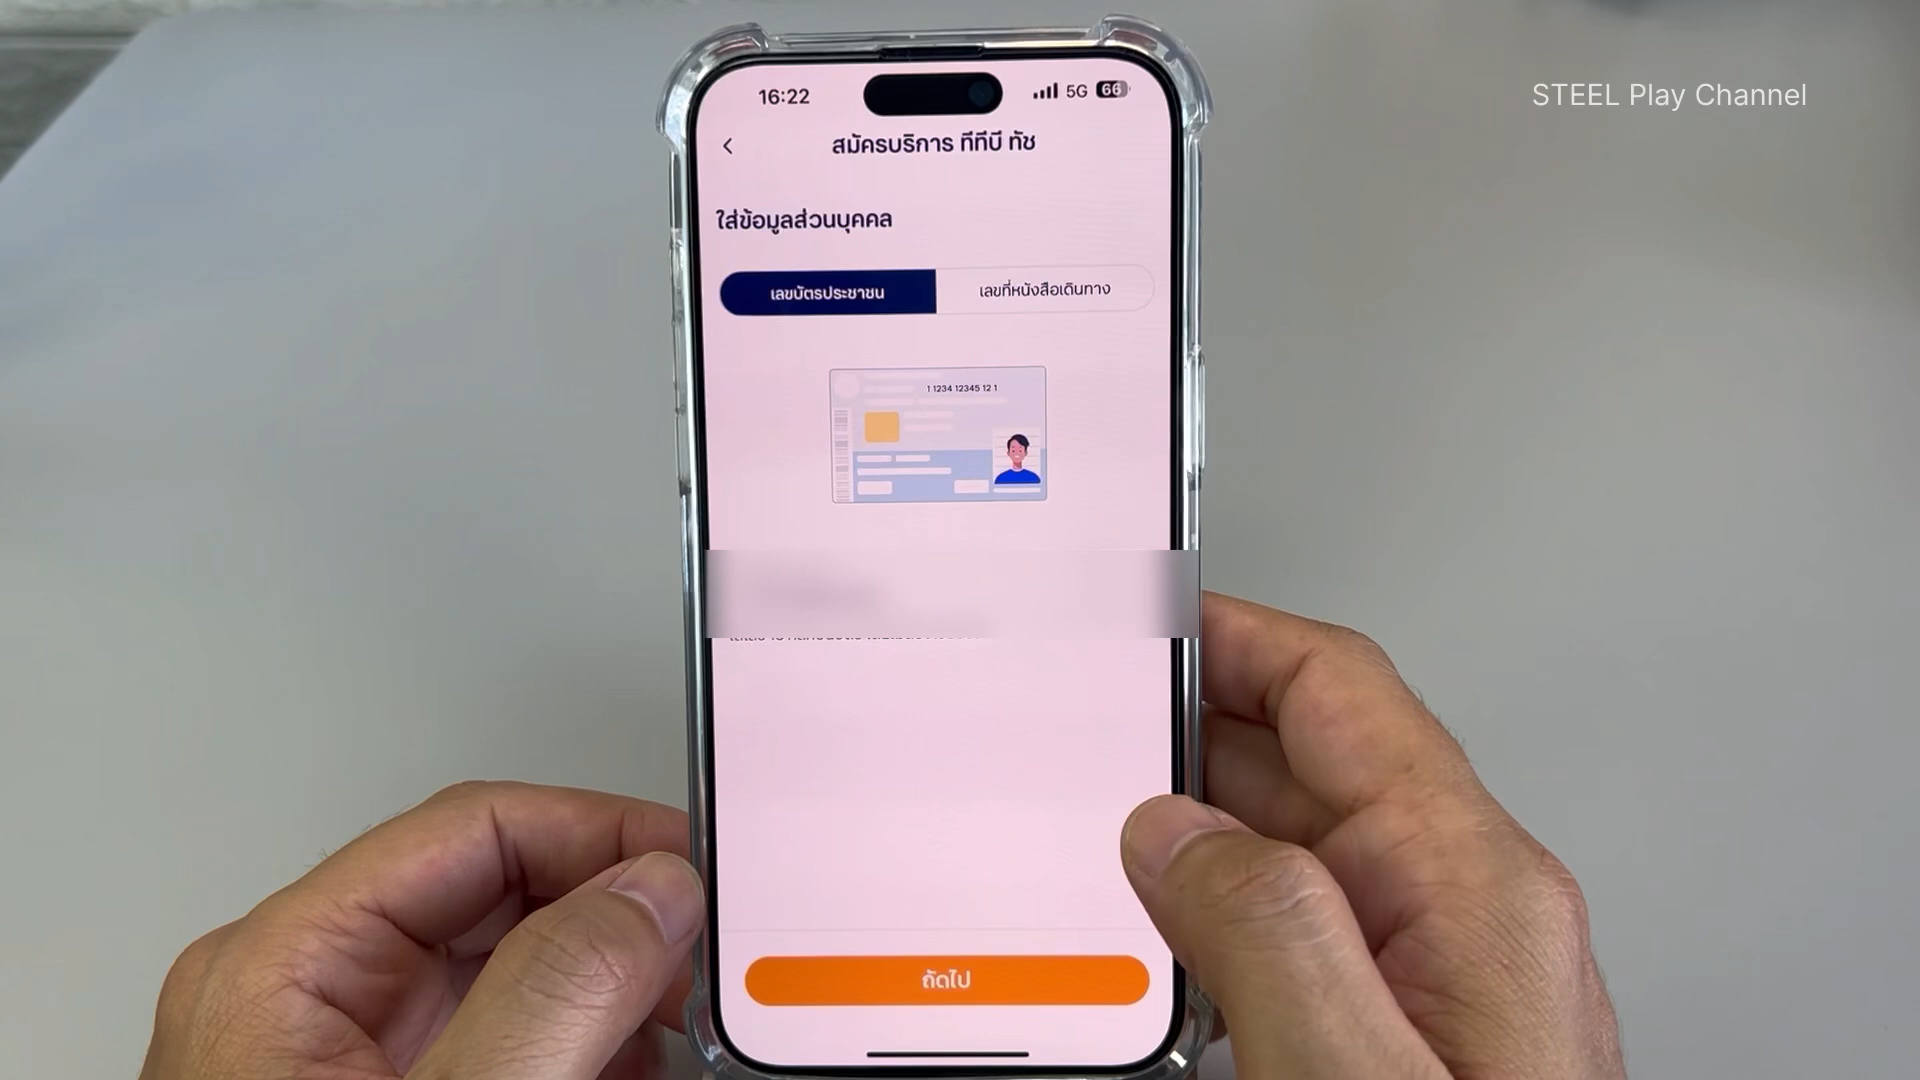 STEEL Play Channel
16:22
5G
66
สมัครบริการ ทีทีบี ทัช
ใส่ข้อมูลส่วนบุคคล
เลขบัตรประชาชน
เลขที่หนังสือเดินทาง
1 1234 12345 12 1
ถัดไป